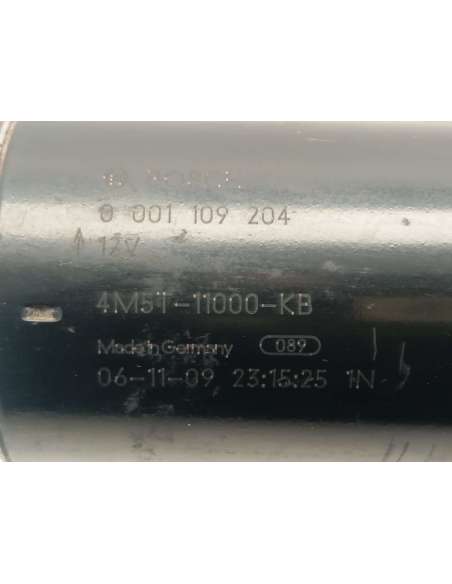 BOSCH
0 001 109 204
12V
4M5T-11000-KB
Made in Germany 089
06-11-09 23:15:25 1N